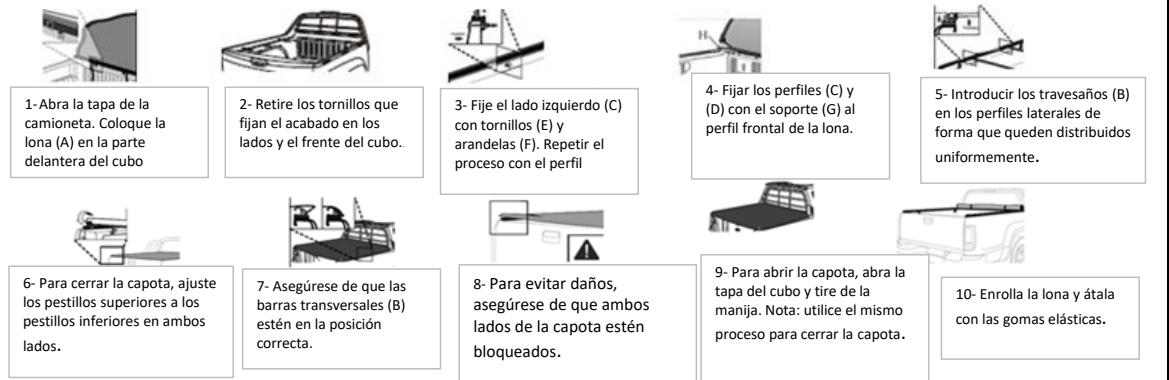 1- Abra la tapa de la
camioneta. Coloque la
lona (A) en la parte
delantera del cubo
2- Retire los tornillos que
fijan el acabado en los
lados y el frente del cubo..
3- Fije el lado izquierdo (C)
con tornillos (E) y
arandelas (F). Repetir el
proceso con el perfil
H
4- Fijar los perfiles (C) y
(D) con el soporte (G) al
perfil frontal de la lona.
5- Introducir los travesaños (B)
en los perfiles laterales de
forma que queden distribuidos
uniformemente.
6- Para cerrar la capota, ajuste
los pestillos superiores a los
pestillos inferiores en ambos
lados.
7- Asegúrese de que las
barras transversales (B)
estén en la posición
correcta.
8- Para evitar daños,
asegúrese de que ambos
lados de la capota estén
bloqueados.
9- Para abrir la capota, abra la
tapa del cubo y tire de la
manija. Nota: utilice el mismo
proceso para cerrar la capota.
10- Enrolla la lona y átala
con las gomas elásticas.